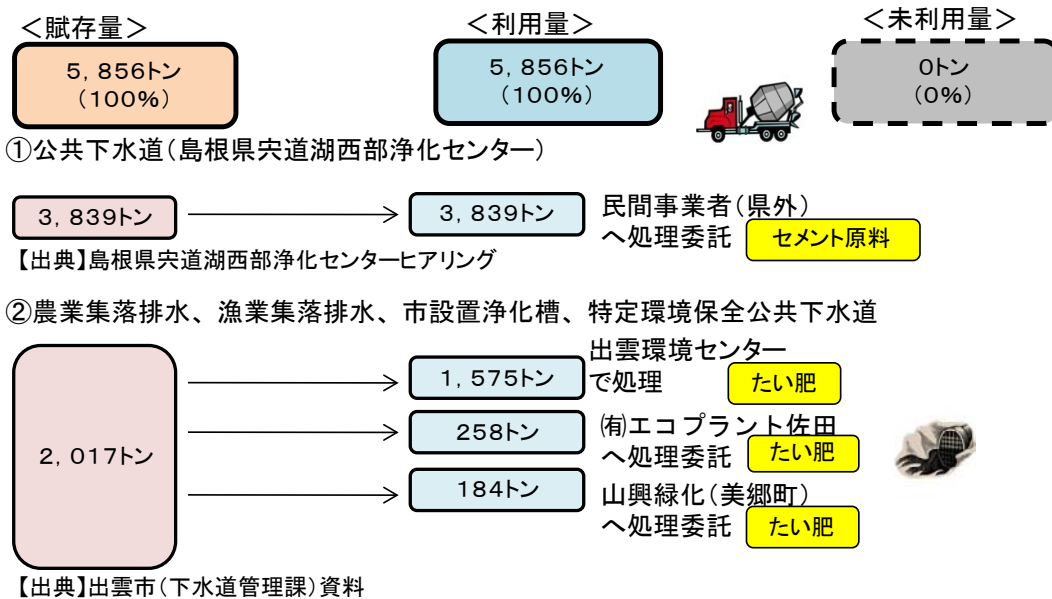 ＜賦存量＞
＜利用量＞
＜未利用量＞
５，８５６トン
（１００％）
５，８５６トン
（１００％）
０トン
（０％）
①公共下水道（島根県宍道湖西部浄化センター）
３，８３９トン
３，８３９トン
民間事業者（県外）
へ処理委託
セメント原料
【出典】島根県宍道湖西部浄化センターヒアリング
②農業集落排水、漁業集落排水、市設置浄化槽、特定環境保全公共下水道
２，０１７トン
１，５７５トン
出雲環境センター
で処理
たい肥
２５８トン
㈲エコプラント佐田
へ処理委託
たい肥
１８４トン
山興緑化（美郷町）
へ処理委託
たい肥
【出典】出雲市（下水道管理課）資料